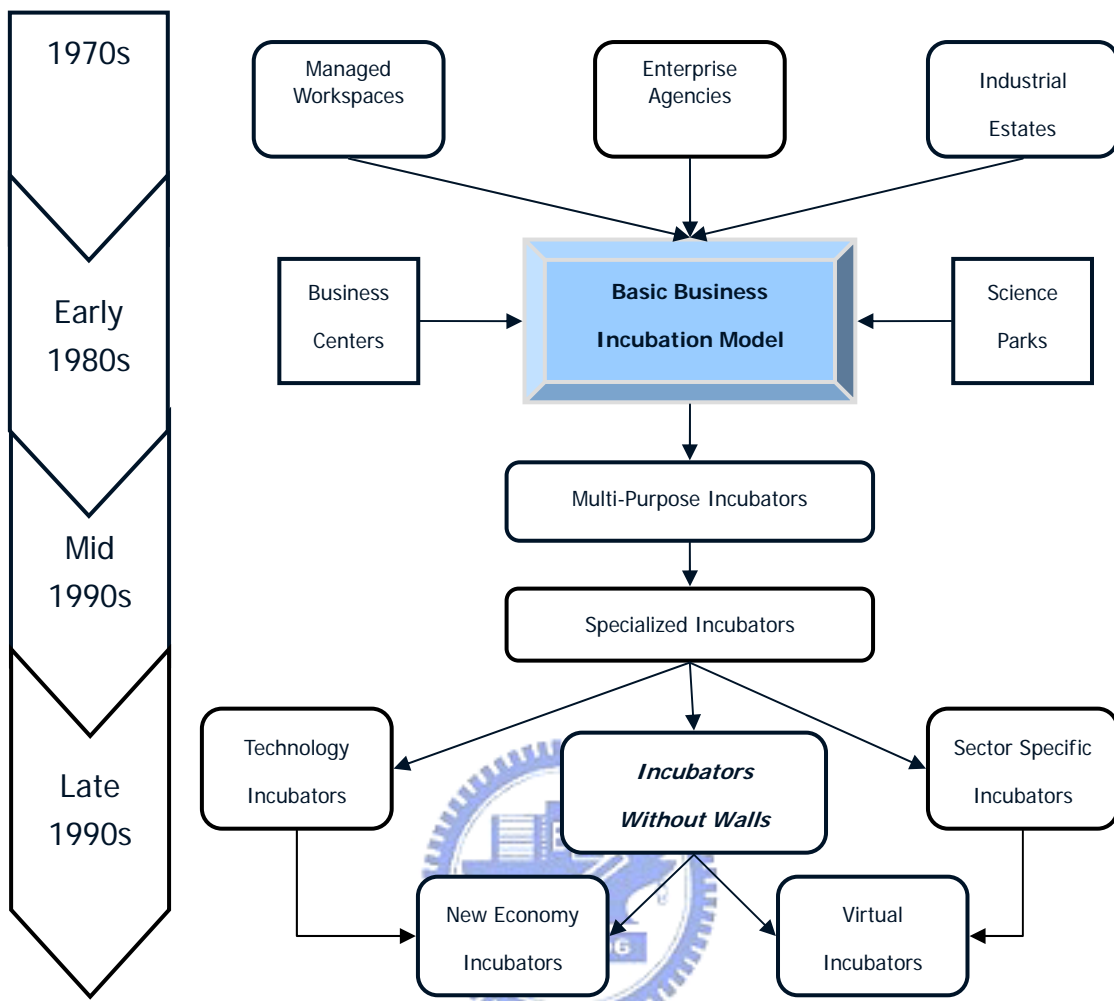 1970s
Managed
Workspaces
Enterprise
Agencies
Industrial
Estates
Early
1980s
Business
Centers
Basic Business
Incubation Model
Science
Parks
Multi-Purpose Incubators
Mid
1990s
Specialized Incubators
Late
1990s
Technology
Incubators
Incubators
Without Walls
Sector Specific
Incubators
New Economy
Incubators
Virtual
Incubators